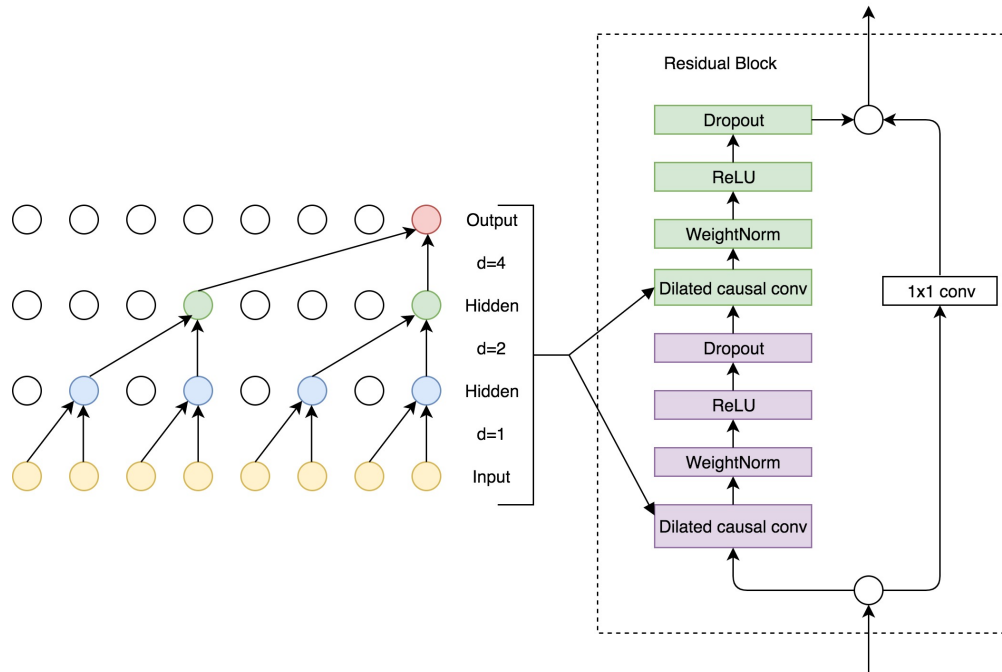 Output
d=4
Hidden
d=2
Hidden
d=1
Input
Residual Block
Dropout
ReLU
WeightNorm
Dilated causal conv
Dropout
ReLU
WeightNorm
Dilated causal conv
1x1 conv